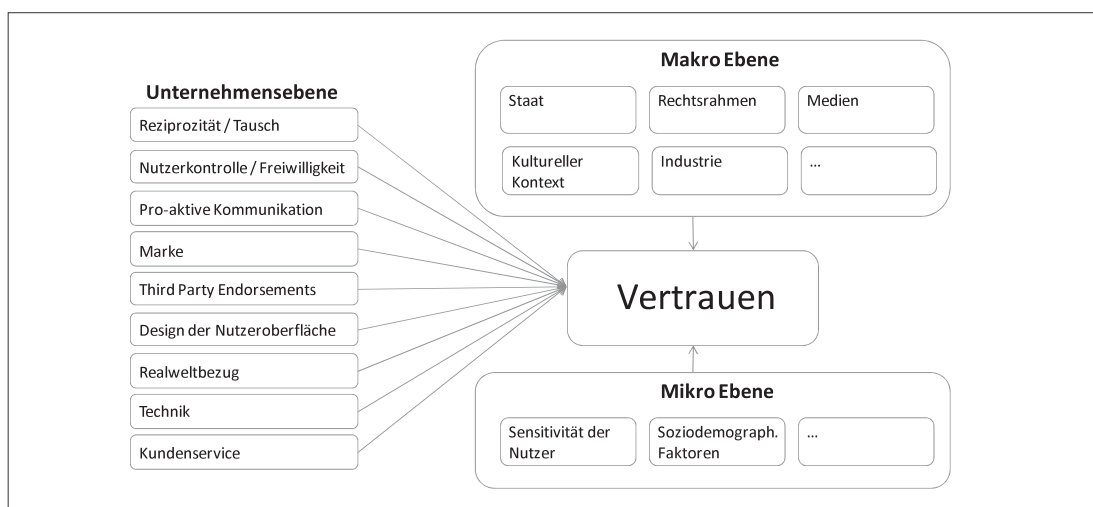 Unternehmensebene
Reziprozität / Tausch
Nutzerkontrolle / Freiwilligkeit
Pro-aktive Kommunikation
Marke
Third Party Endorsements
Design der Nutzeroberfläche
Realweltbezug
Technik
Kundenservice
Makro Ebene
Staat
Rechtsrahmen
Medien
Kultureller
Kontext
Industrie
...
Vertrauen
Mikro Ebene
Sensitivität der
Nutzer
Soziodemograph.
Faktoren
...